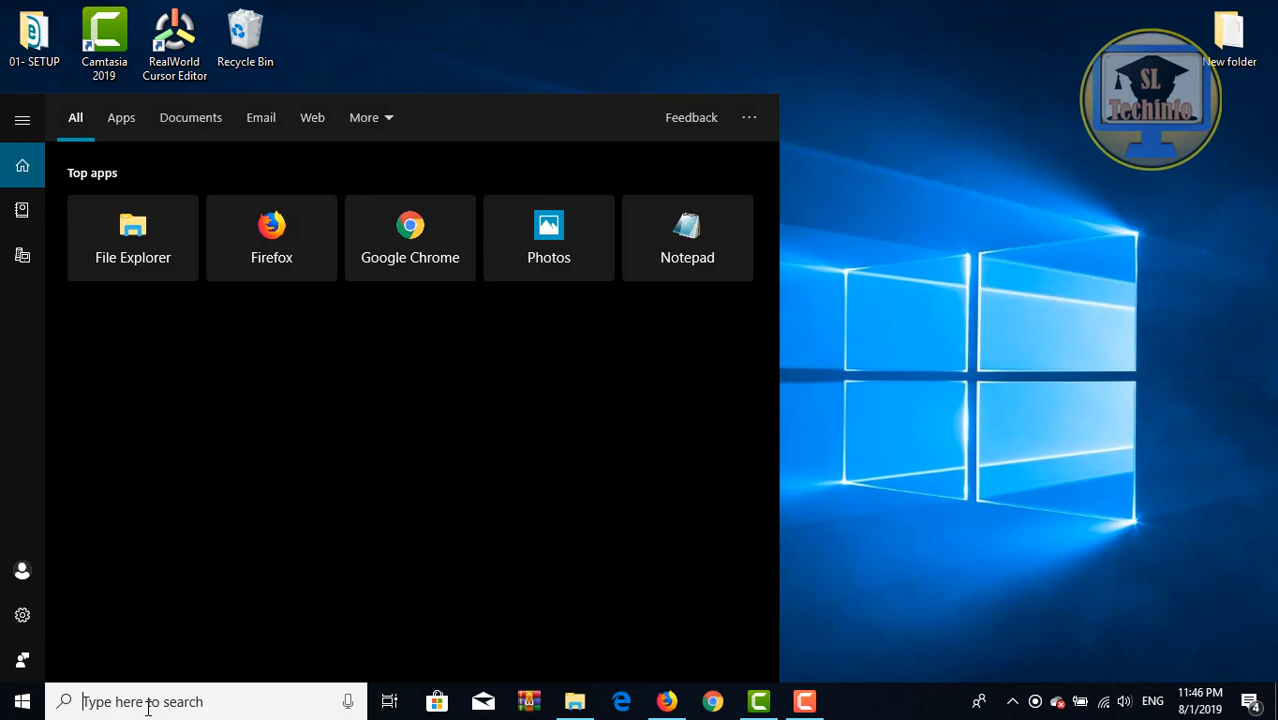 01- SETUP
Camtasia
2019
RealWorld
Cursor Editor
Recycle Bin
New folder
SL
Techinfo
All Apps Documents Email Web More Feedback ...
Top apps
File Explorer Firefox Google Chrome Photos Notepad
Type here to search
ENG
11:46 PM
8/1/2019
4